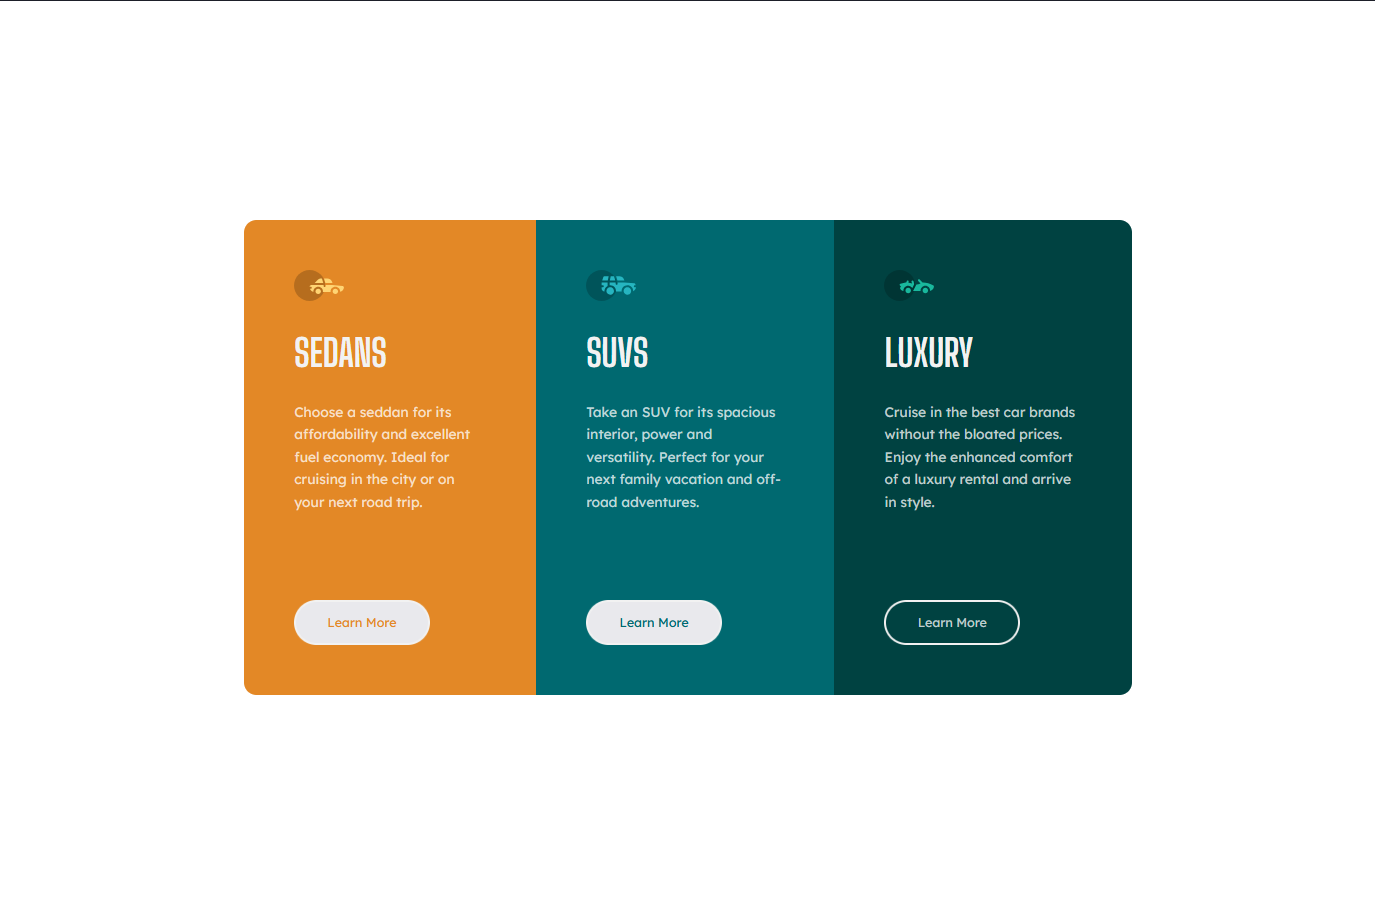 SEDANS
Choose a seddan for its
affordability and excellent
fuel economy. Ideal for
cruising in the city or on
your next road trip.
Learn More
SUVS
Take an SUV for its spacious
interior, power and
versatility. Perfect for your
next family vacation and off-
road adventures.
Learn More
LUXURY
Cruise in the best car brands
without the bloated prices.
Enjoy the enhanced comfort
of a luxury rental and arrive
in style.
Learn More